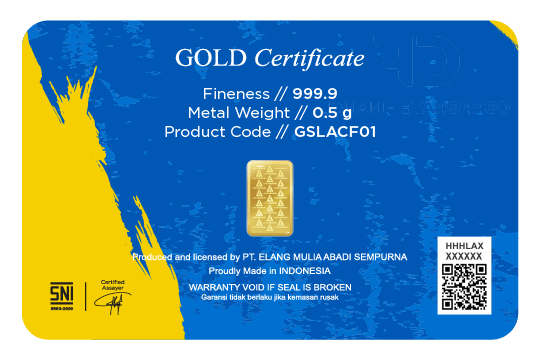 GOLD Certificate
Fineness // 999.9
Metal Weight // 0.5 g
Product Code // GSLACF01
Produced and licensed by PT. ELANG MULIA ABADI SEMPURNA
Proudly Made in INDONESIA
WARRANTY VOID IF SEAL IS BROKEN
Garansi tidak berlaku jika kemasan rusak
SNI
Certified
Assayer
HHHLAX
XXXXXX